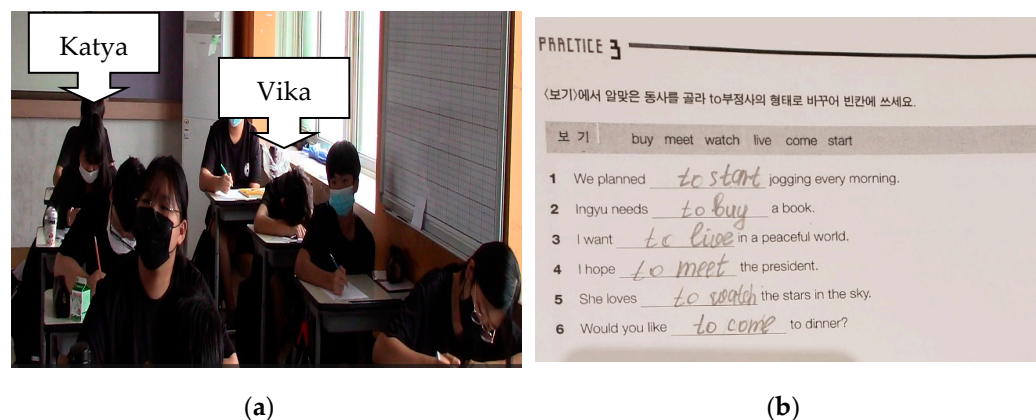 Katya
Vika
PRACTICE 3
<보기>에서 알맞은 동사를 골라 to부정사의 형태로 바꾸어 빈칸에 쓰세요.
보 기 buy meet watch live come start
1 We planned to start jogging every morning.
2 Ingyu needs to buy a book.
3 I want to live in a peaceful world.
4 I hope to meet the president.
5 She loves to watch the stars in the sky.
6 Would you like to come to dinner?
(a) (b)